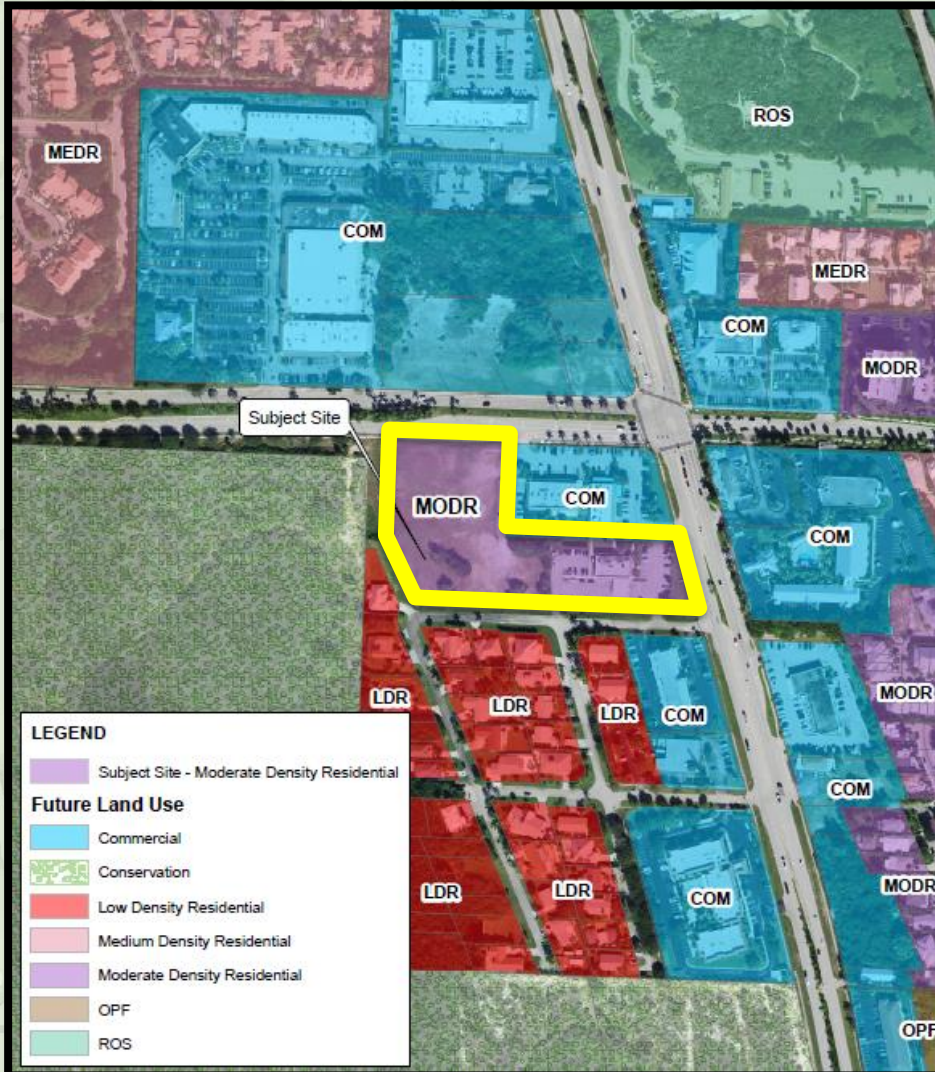 ROS
MEDR
COM
MEDR
COM
MODR
Subject Site
MODR
COM
COM
LDR
LDR
LDR
COM
MODR
COM
LDR
LDR
COM
MODR
OPF
LEGEND
Subject Site - Moderate Density Residential
Future Land Use
Commercial
Conservation
Low Density Residential
Medium Density Residential
Moderate Density Residential
OPF
ROS